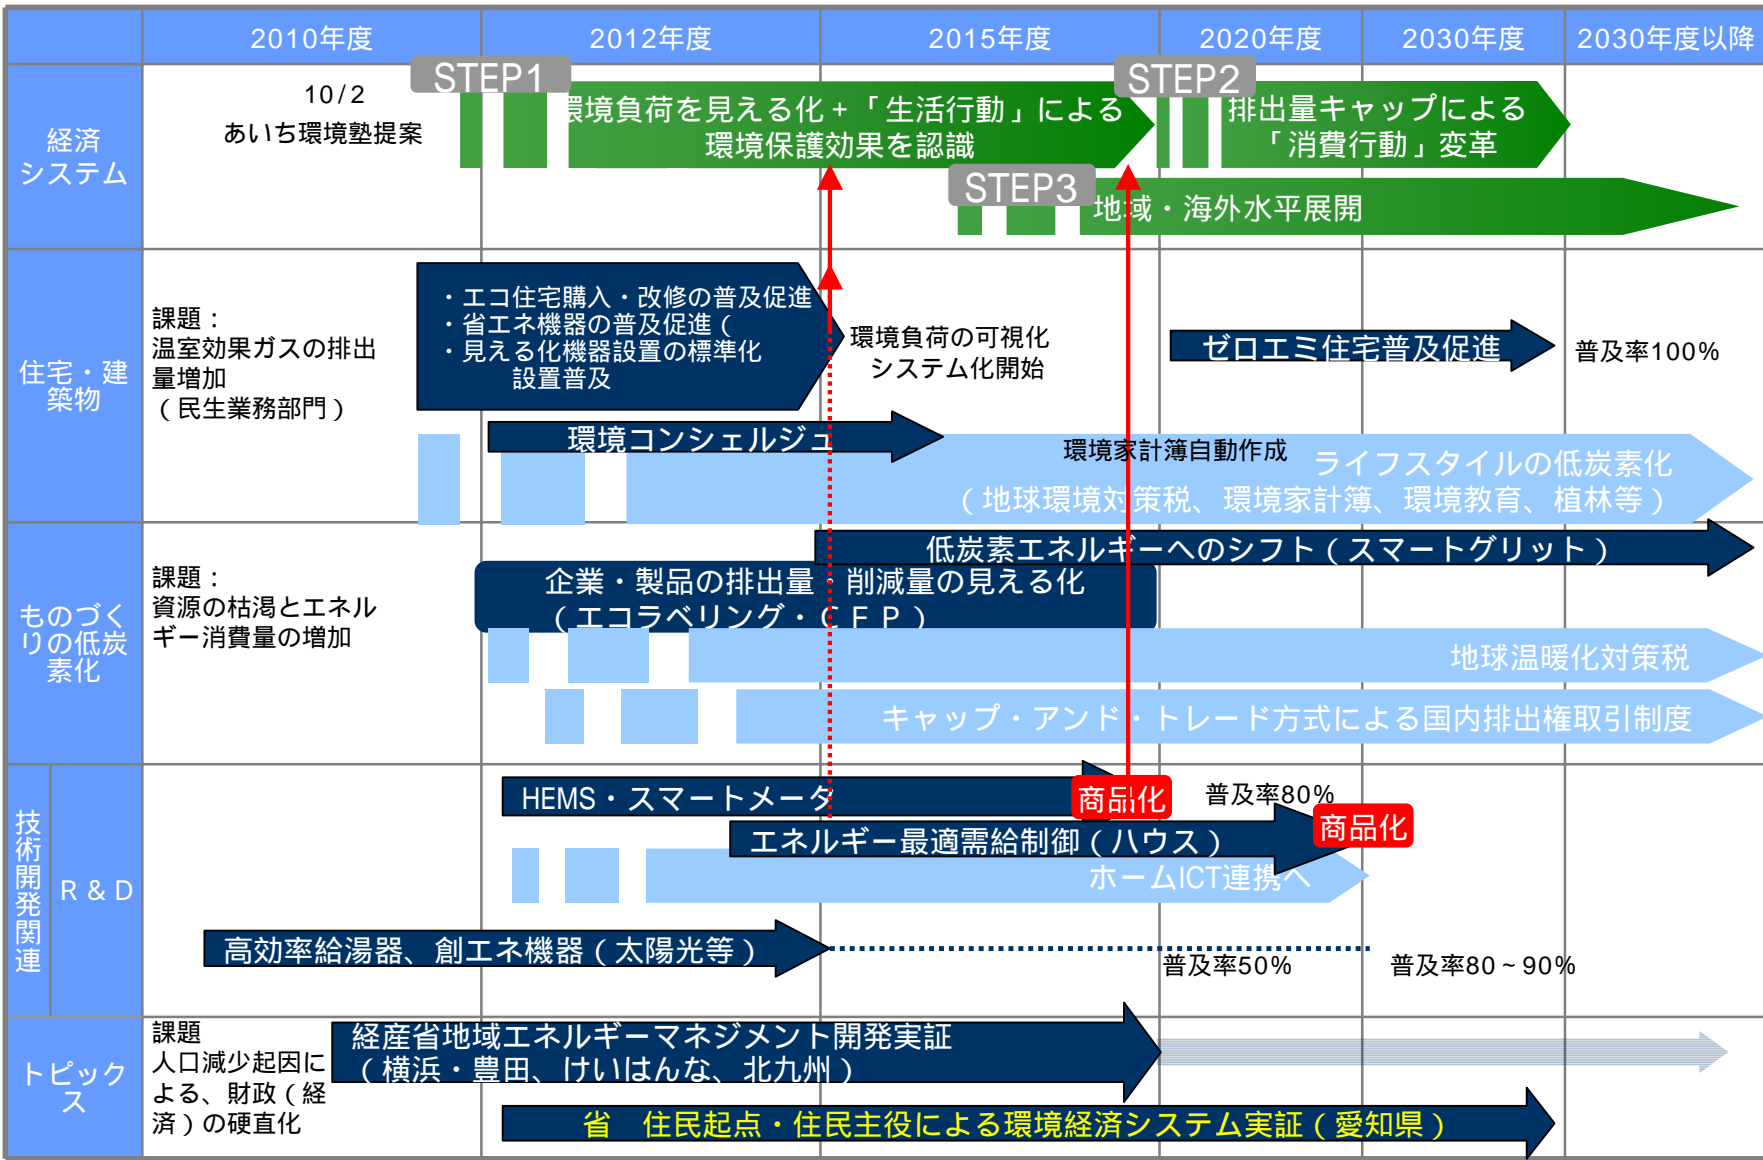 2010年度
2012年度
2015年度
2020年度
2030年度
2030年度以降
経済
システム
10/2
あいち環境塾提案
STEP1
環境負荷を見える化+「生活行動」による
環境保護効果を認識
STEP2
排出量キャップによる
「消費行動」変革
STEP3
地域・海外水平展開
住宅・建
築物
課題:
温室効果ガスの排出
量増加
(民生業務部門)
・エコ住宅購入・改修の普及促進
・省エネ機器の普及促進(
・見える化機器設置の標準化
設置普及
環境負荷の可視化
システム化開始
ゼロエミ住宅普及促進
普及率100%
環境コンシェルジュ
環境家計簿自動作成
ライフスタイルの低炭素化
(地球環境対策税、環境家計簿、環境教育、植林等)
ものづく
りの低炭
素化
課題:
資源の枯渇とエネル
ギー消費量の増加
低炭素エネルギーへのシフト(スマートグリット)
企業・製品の排出量・削減量の見える化
(エコラベリング・CFP)
地球温暖化対策税
キャップ・アンド・トレード方式による国内排出権取引制度
技術開発関連
R&D
HEMS・スマートメータ
商品化
普及率80%
エネルギー最適需給制御(ハウス)
商品化
ホームICT連携へ
高効率給湯器、創エネ機器(太陽光等)
普及率50%
普及率80~90%
トピック
ス
課題
人口減少起因に
よる、財政(経
済)の硬直化
経産省地域エネルギーマネジメント開発実証
(横浜・豊田、けいはんな、北九州)
省 住民起点・住民主役による環境経済システム実証(愛知県)